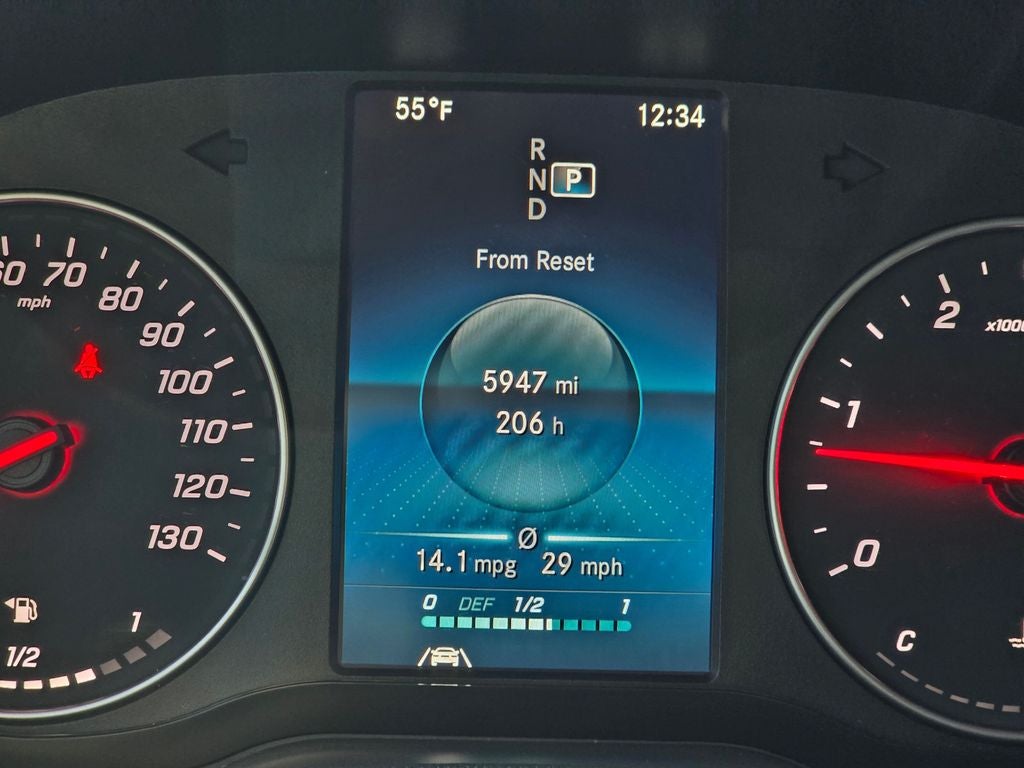 55°F 12:34
R
N P
D
From Reset
5947 mi
206 h
Ø
14.1 mpg 29 mph
0 DEF 1/2 1
60 70 80 90 100 110 120 130
mph
1/2 1
2 1 0
x1000
C